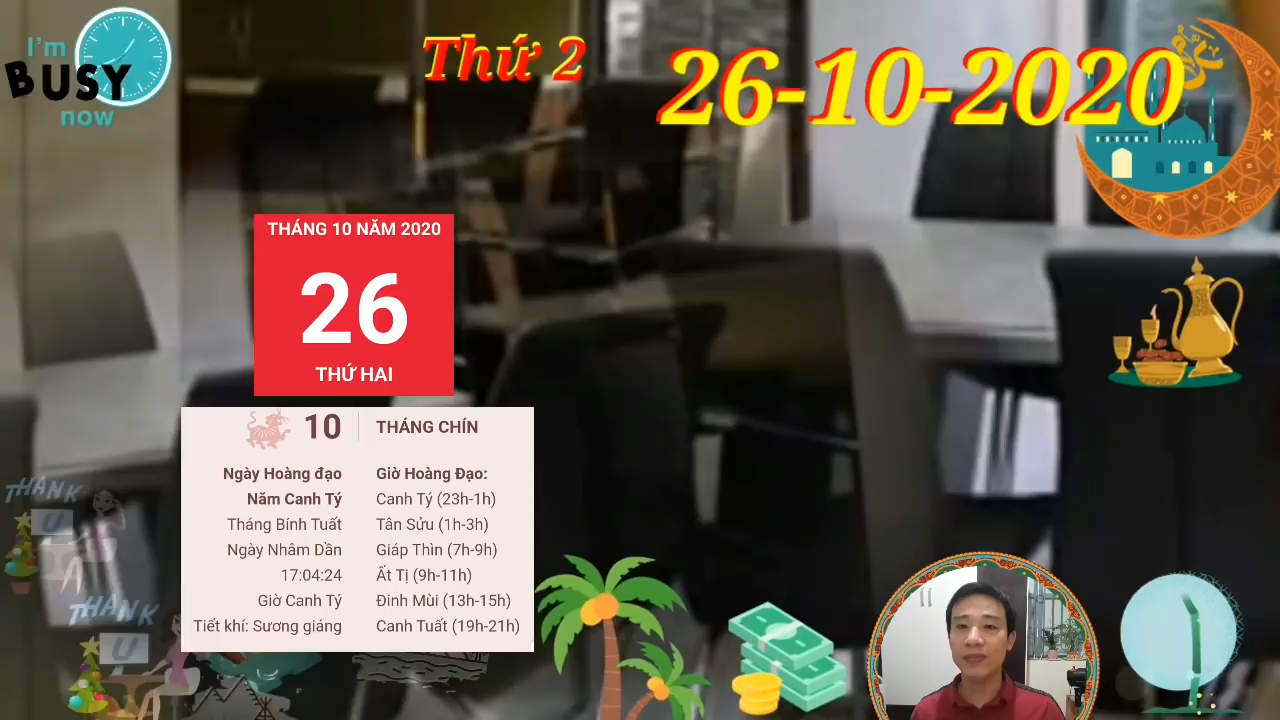 I'm
BUSY
now
Thứ 2
26-10-2020
THÁNG 10 NĂM 2020
26
THỨ HAI
10
THÁNG CHÍN
Ngày Hoàng đạo
Giờ Hoàng Đạo:
Năm Canh Tý
Canh Tý (23h-1h)
Tháng Bính Tuất
Tân Sửu (1h-3h)
Ngày Nhâm Dần
Giáp Thìn (7h-9h)
17:04:24
Ất Tị (9h-11h)
Giờ Canh Tý
Đinh Mùi (13h-15h)
Tiết khí: Sương giáng
Canh Tuất (19h-21h)
THANK
U
THANK
U